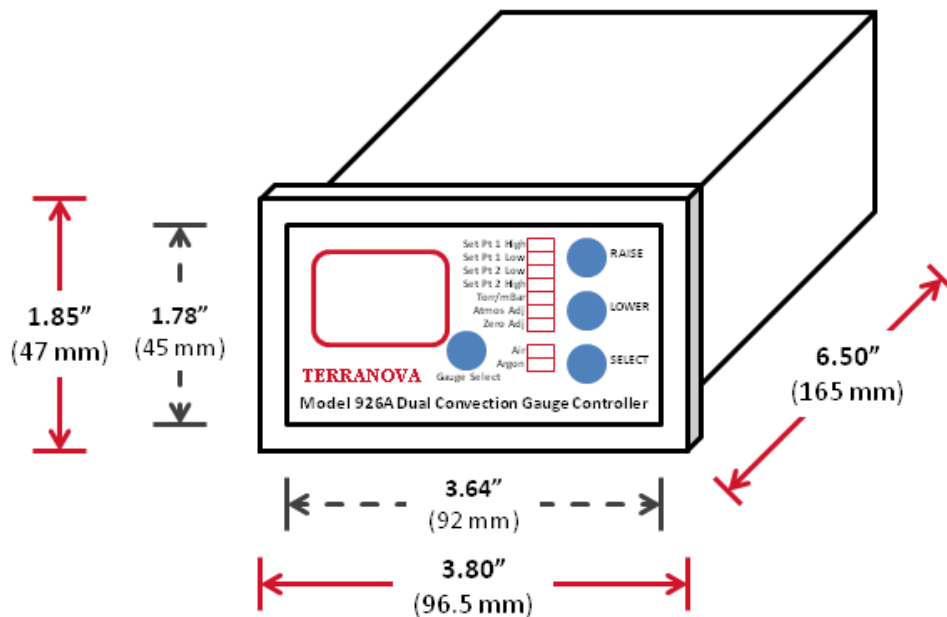 Set Pt 1 High
Set Pt 1 Low
Set Pt 2 Low
Set Pt 2 High
Torr/mBar
Atmos Adj
Zero Adj
Air
Argon
RAISE
LOWER
SELECT
Gauge Select
TERRANOVA
Model 926A Dual Convection Gauge Controller
1.85”
(47 mm)
1.78”
(45 mm)
6.50”
(165 mm)
3.64”
(92 mm)
3.80”
(96.5 mm)